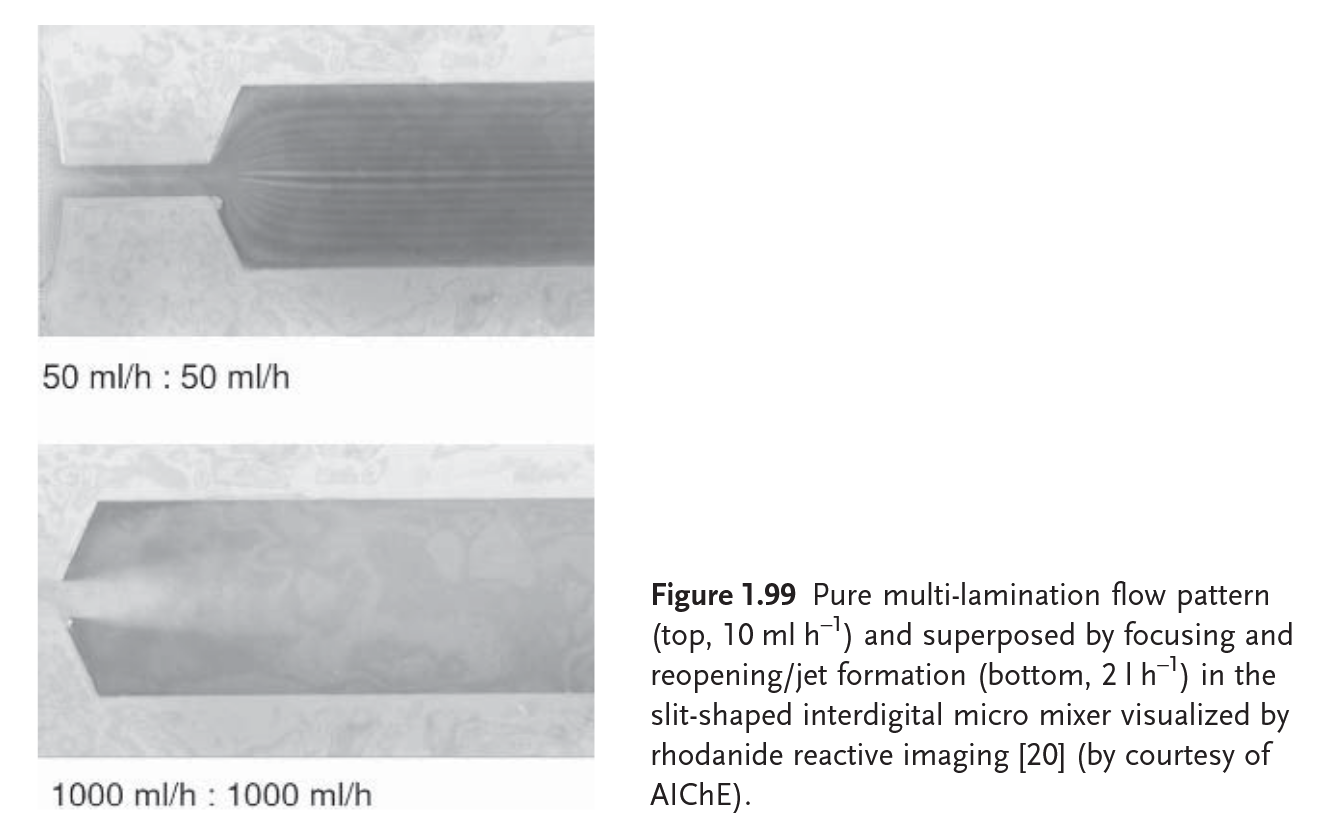 50 ml/h : 50 ml/h
1000 ml/h : 1000 ml/h
Figure 1.99 Pure multi-lamination flow pattern
(top, 10 ml h⁻¹) and superposed by focusing and
reopening/jet formation (bottom, 2 l h⁻¹) in the
slit-shaped interdigital micro mixer visualized by
rhodanide reactive imaging [20] (by courtesy of
AIChE).